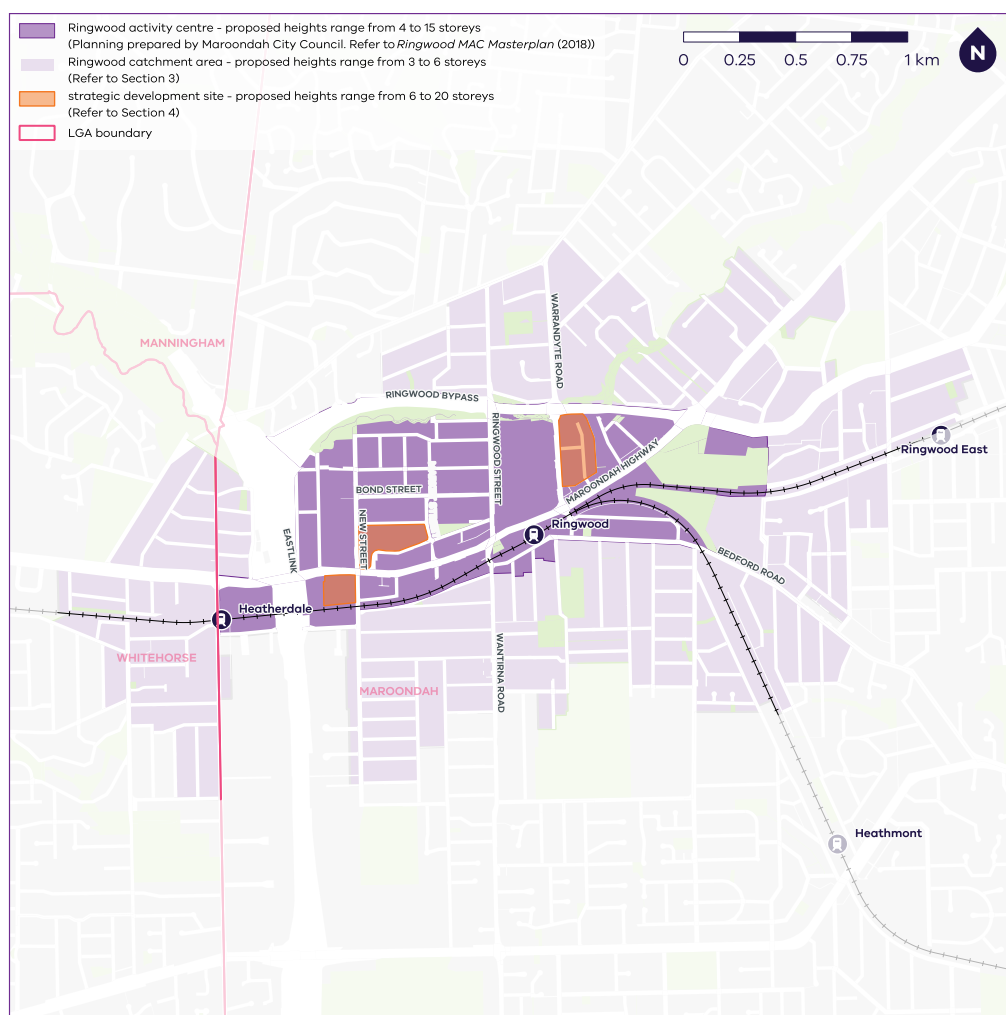 Ringwood activity centre - proposed heights range from 4 to 15 storeys
(Planning prepared by Maroondah City Council. Refer to Ringwood MAC Masterplan (2018))
Ringwood catchment area - proposed heights range from 3 to 6 storeys
(Refer to Section 3)
strategic development site - proposed heights range from 6 to 20 storeys
(Refer to Section 4)
LGA boundary
0 0.25 0.5 0.75 1 km
N
WARRANDYTE ROAD
MANNINGHAM
RINGWOOD BYPASS
RINGWOOD STREET
MAROONDAH HIGHWAY
Ringwood East
BOND STREET
NEW STREET
EASTLINK
Ringwood
BEDFORD ROAD
Heatherdale
WHITEHORSE
MAROONDAH
WANTIRNA ROAD
Heathmont